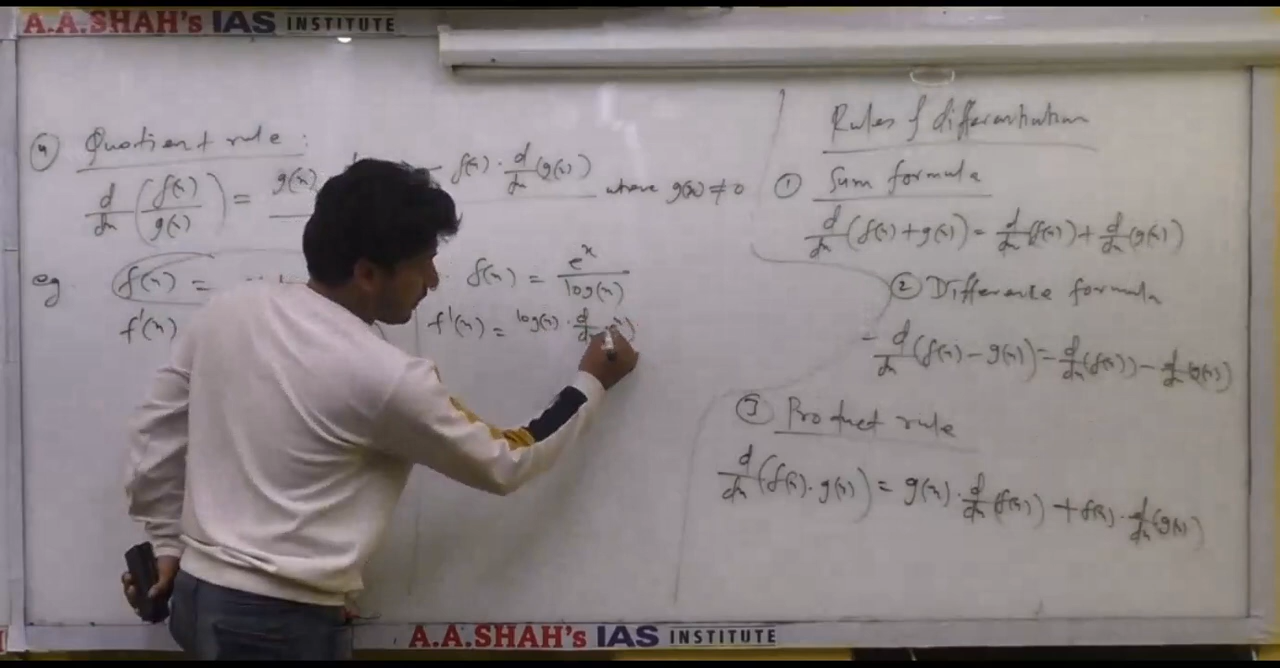 A.A.SHAH's IAS INSTITUTE
4 Quotient rule :
d/dx (f(x)/g(x)) = g(x) - f(x) · d/dx (g(x)) where g(x) ≠ 0
eg. f(x) =
f'(x)
f(x) = e^x / log(x)
f'(x) = log(x) · d/dx
Rules of differentiation
① Sum formula
d/dx (f(x) + g(x)) = d/dx (f(x)) + d/dx (g(x))
② Difference formula
- d/dx (f(x) - g(x)) = d/dx (f(x)) - d/dx (g(x))
③ Product rule
d/dx (f(x) · g(x)) = g(x) · d/dx (f(x)) + f(x) · d/dx (g(x))
A.A.SHAH's IAS INSTITUTE